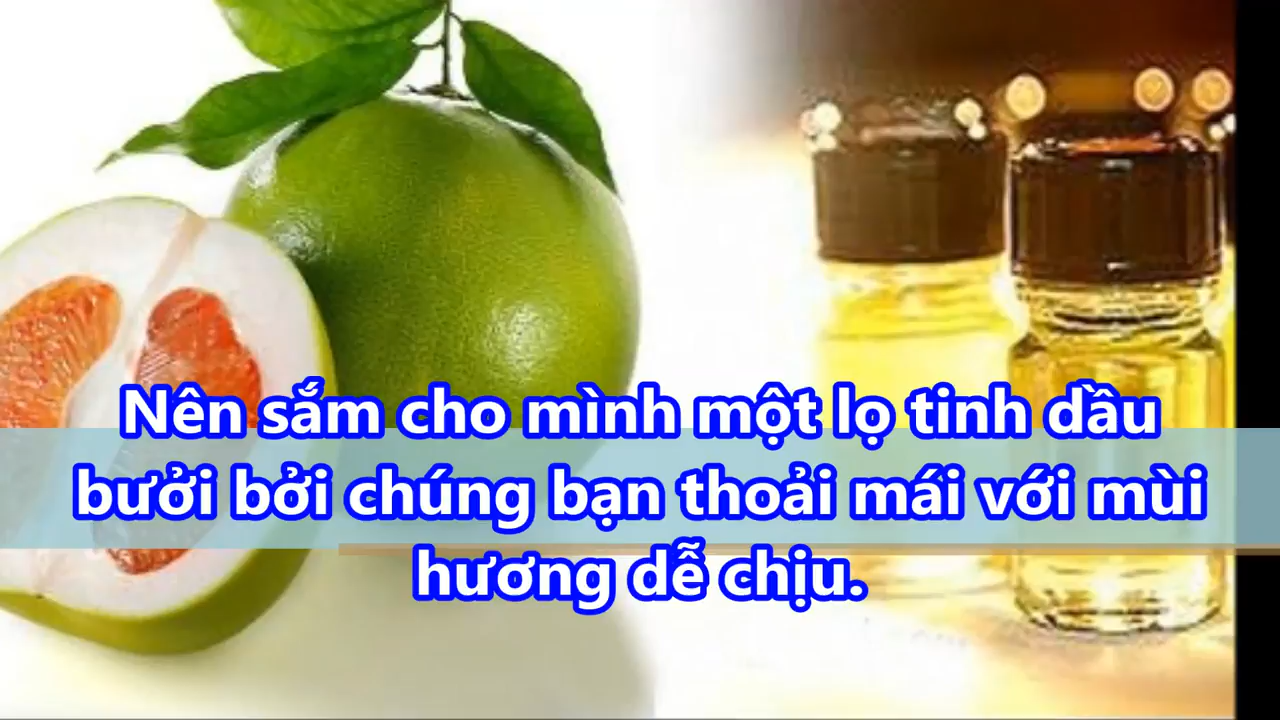 Nên sắm cho mình một lọ tinh dầu
bưởi bởi chúng bạn thoải mái với mùi
hương dễ chịu.